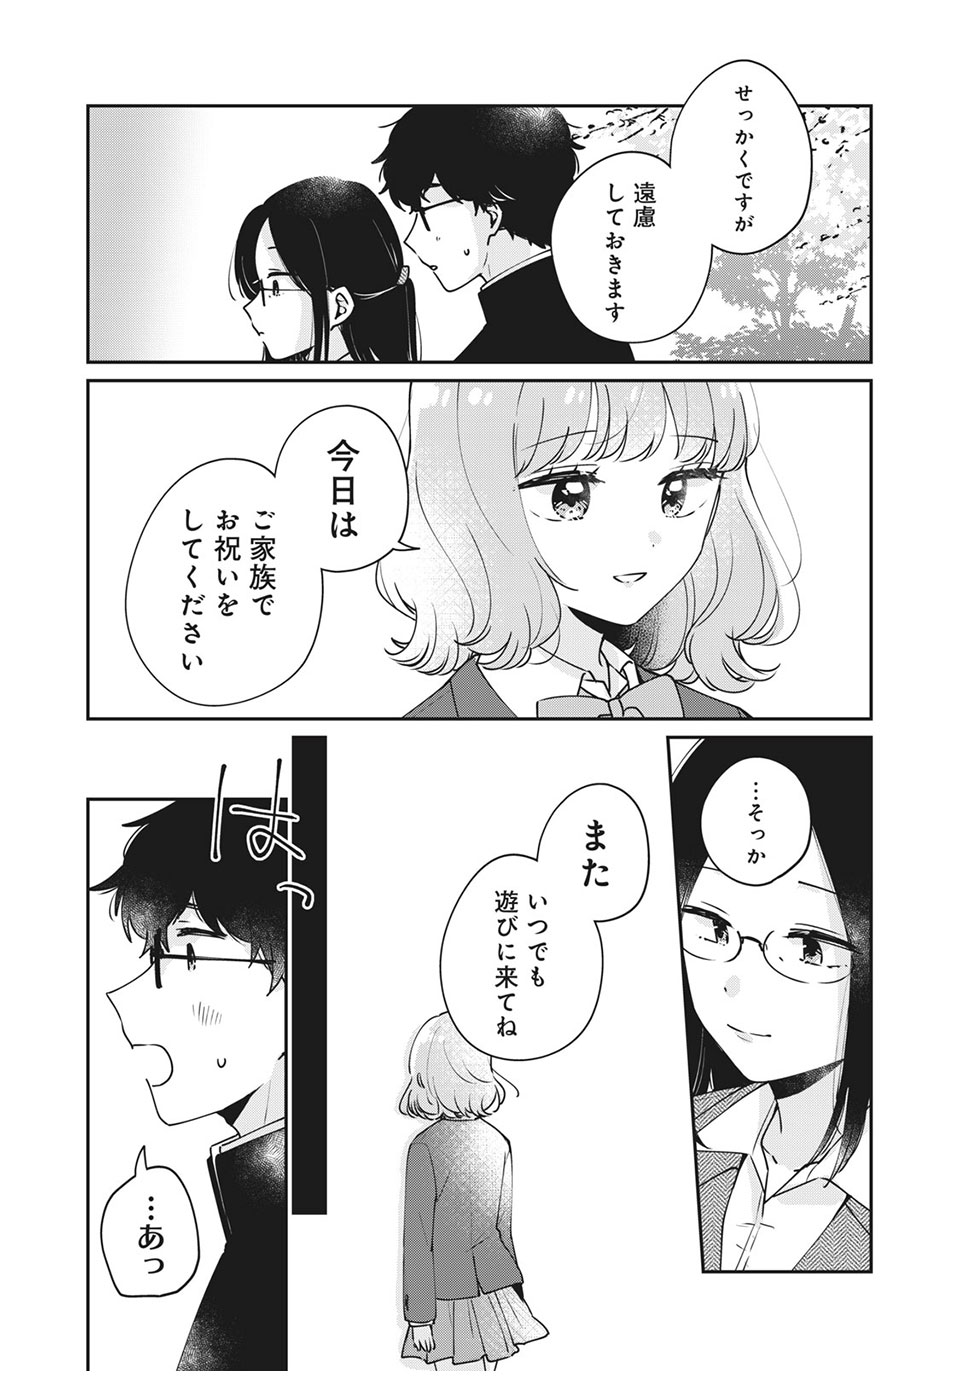 せっかくですが
遠慮
しておきます
今日は
ご家族で
お祝いを
してください
…そっか
また
いつでも
遊びに来てね
はっ
…あっ